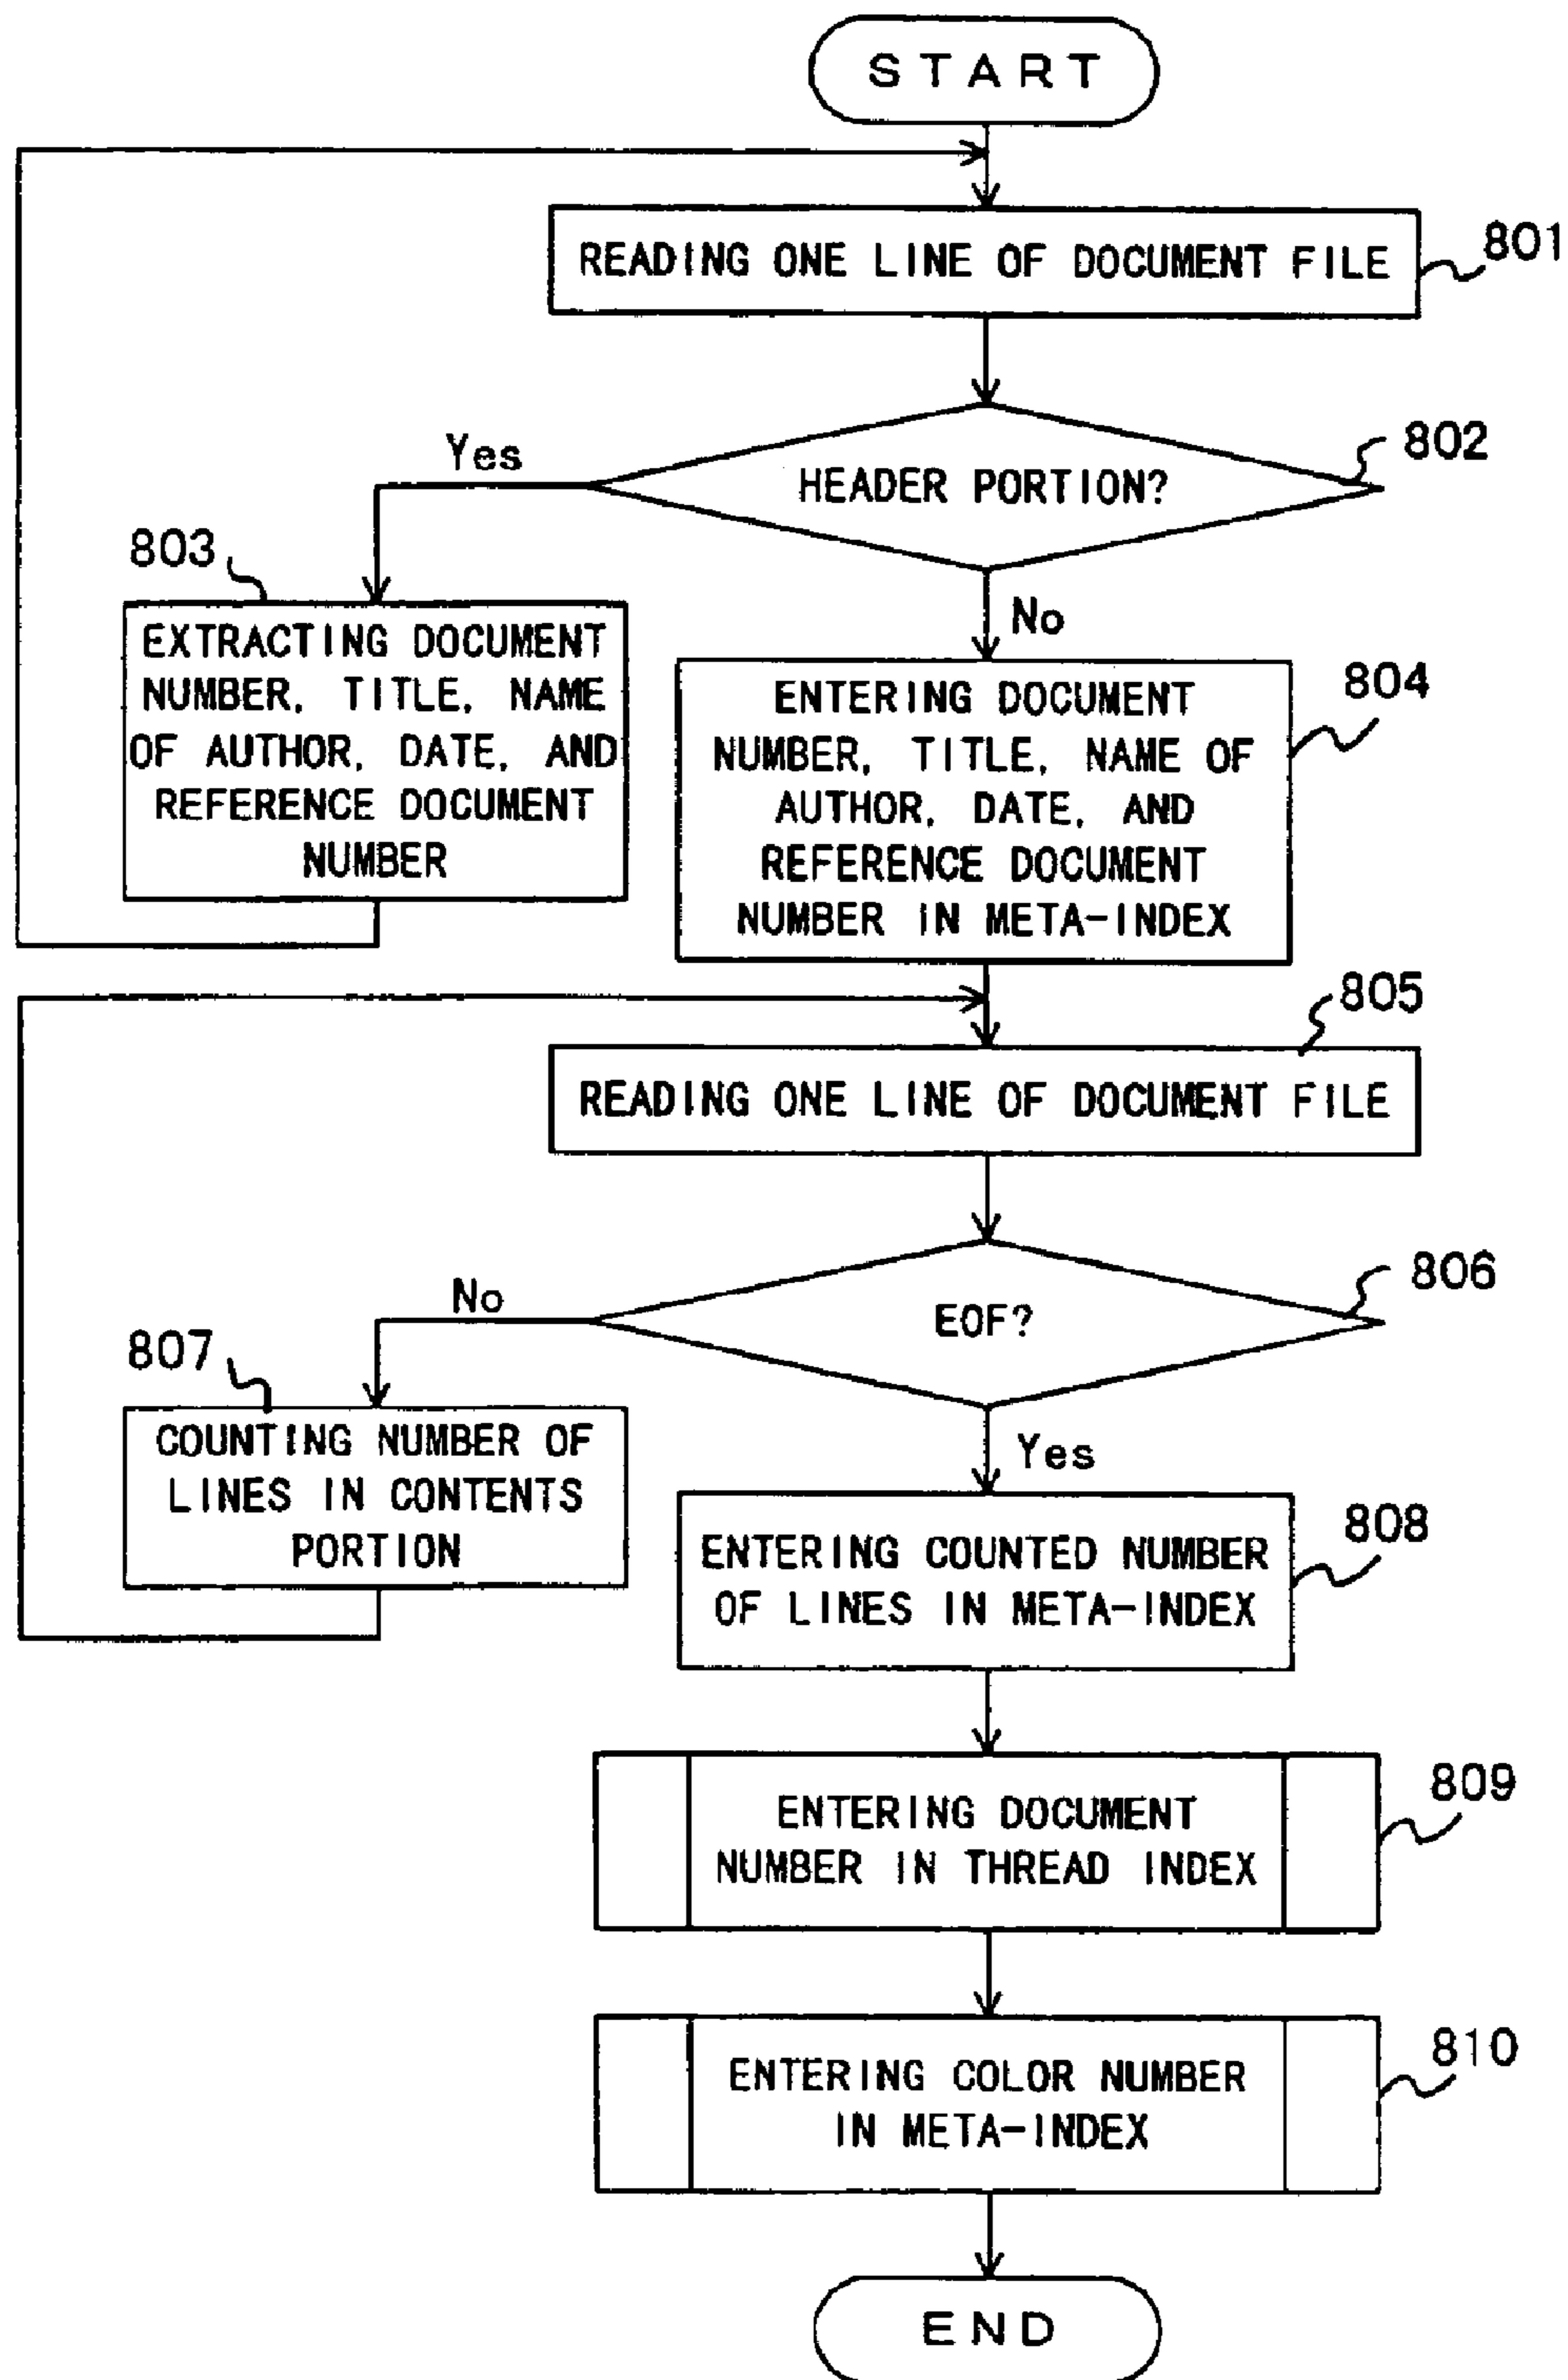 START
READING ONE LINE OF DOCUMENT FILE
801
HEADER PORTION?
802
Yes
No
803
EXTRACTING DOCUMENT
NUMBER, TITLE, NAME
OF AUTHOR, DATE, AND
REFERENCE DOCUMENT
NUMBER
ENTERING DOCUMENT
NUMBER, TITLE, NAME OF
AUTHOR, DATE, AND
REFERENCE DOCUMENT
NUMBER IN META-INDEX
804
805
READING ONE LINE OF DOCUMENT FILE
EOF?
806
No
Yes
807
COUNTING NUMBER OF
LINES IN CONTENTS
PORTION
ENTERING COUNTED NUMBER
OF LINES IN META-INDEX
808
ENTERING DOCUMENT
NUMBER IN THREAD INDEX
809
ENTERING COLOR NUMBER
IN META-INDEX
810
END